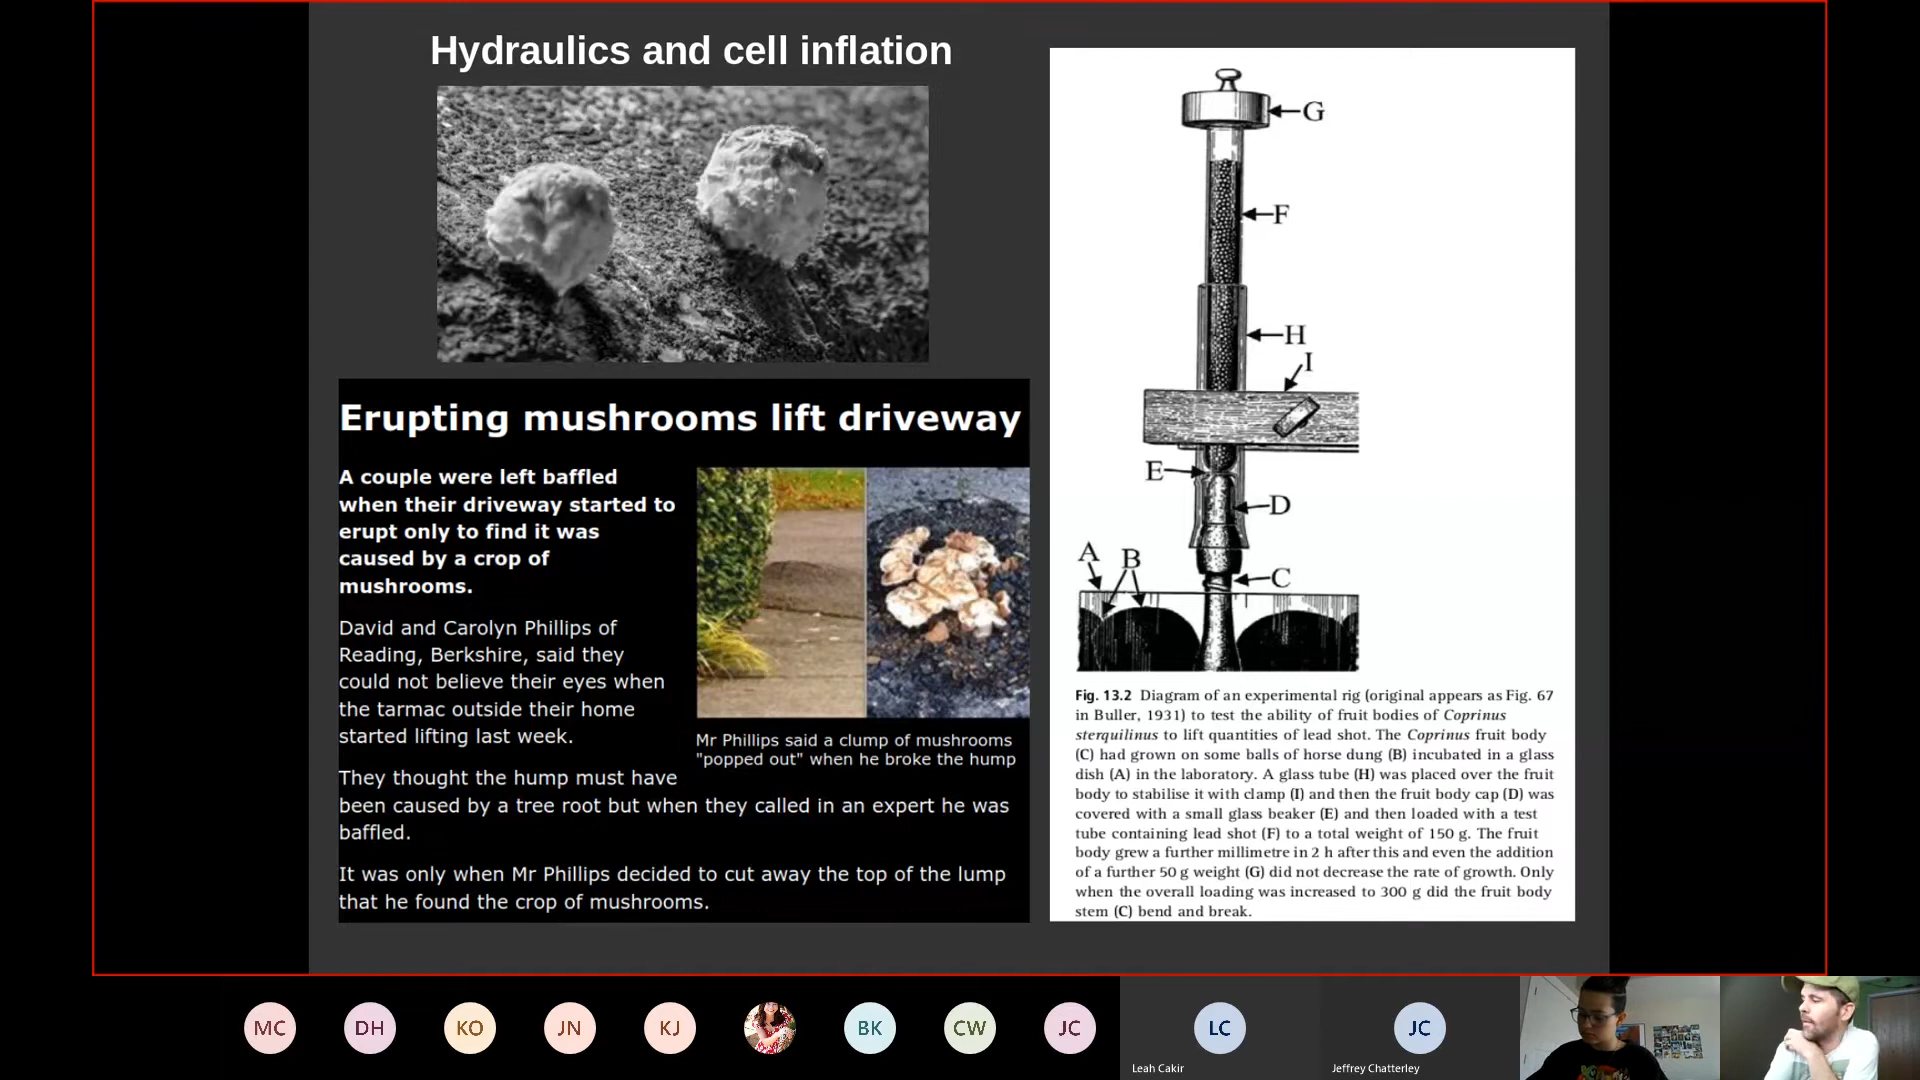 Hydraulics and cell inflation
Erupting mushrooms lift driveway
A couple were left baffled
when their driveway started to
erupt only to find it was
caused by a crop of
mushrooms.
David and Carolyn Phillips of
Reading, Berkshire, said they
could not believe their eyes when
the tarmac outside their home
started lifting last week.
Mr Phillips said a clump of mushrooms
"popped out" when he broke the hump
They thought the hump must have
been caused by a tree root but when they called in an expert he was
baffled.
It was only when Mr Phillips decided to cut away the top of the lump
that he found the crop of mushrooms.
G
F
H
I
E
D
A
B
C
Fig. 13.2 Diagram of an experimental rig (original appears as Fig. 67
in Buller, 1931) to test the ability of fruit bodies of Coprinus
sterquilinus to lift quantities of lead shot. The Coprinus fruit body
(C) had grown on some balls of horse dung (B) incubated in a glass
dish (A) in the laboratory. A glass tube (H) was placed over the fruit
body to stabilise it with clamp (I) and then the fruit body cap (D) was
covered with a small glass beaker (E) and then loaded with a test
tube containing lead shot (F) to a total weight of 150 g. The fruit
body grew a further millimetre in 2 h after this and even the addition
of a further 50 g weight (G) did not decrease the rate of growth. Only
when the overall loading was increased to 300 g did the fruit body
stem (C) bend and break.
MC
DH
KO
JN
KJ
BK
CW
JC
LC
Leah Cakir
JC
Jeffrey Chatterley